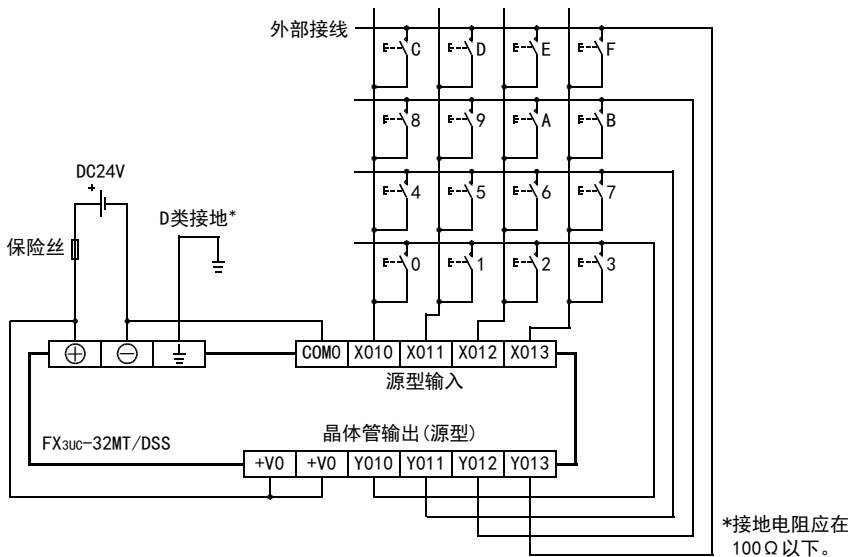 外部接线
C D E F
8 9 A B
DC24V
+
4 5 6 7
D类接地*
保险丝
0 1 2 3
+ - COM0 X010 X011 X012 X013
源型输入
晶体管输出(源型)
FX3UC-32MT/DSS
+V0 +V0 Y010 Y011 Y012 Y013
*接地电阻应在
100Ω以下。